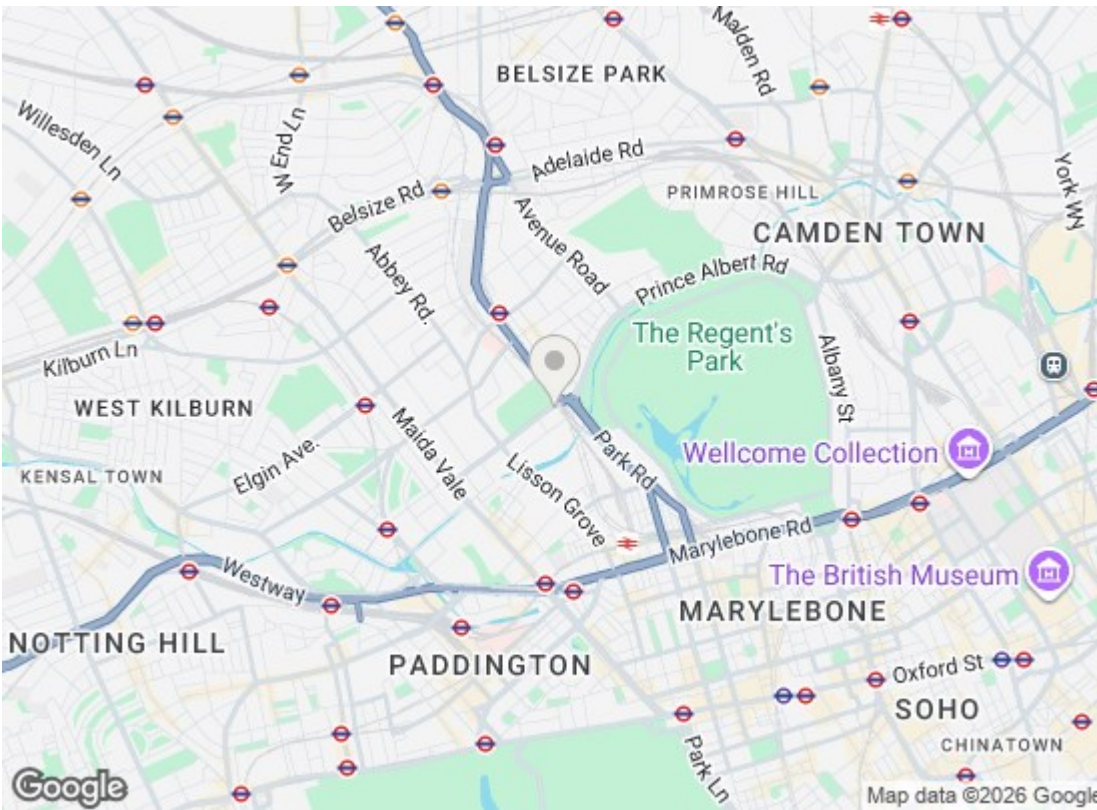 Malden Rd
BELSIZE PARK
Willesden Ln
W End Ln
Adelaide Rd
York Wy
PRIMROSE HILL
Belsize Rd
Avenue Road
CAMDEN TOWN
Abbey Rd.
Prince Albert Rd
The Regent's
Park
Albany St
Kilburn Ln
WEST KILBURN
Maida Vale
Elgin Ave.
Park Rd
Wellcome Collection
KENSAL TOWN
Lisson Grove
Marylebone Rd
Westway
The British Museum
MARYLEBONE
NOTTING HILL
PADDINGTON
Oxford St
SOHO
CHINATOWN
Park Ln
Google
Map data ©2026 Google